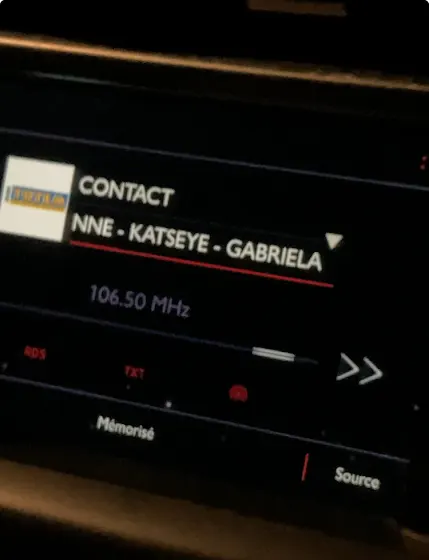 CONTACT
NNE - KATSEYE - GABRIELA
106.50 MHz
RDS
TXT
Mémorisé
Source